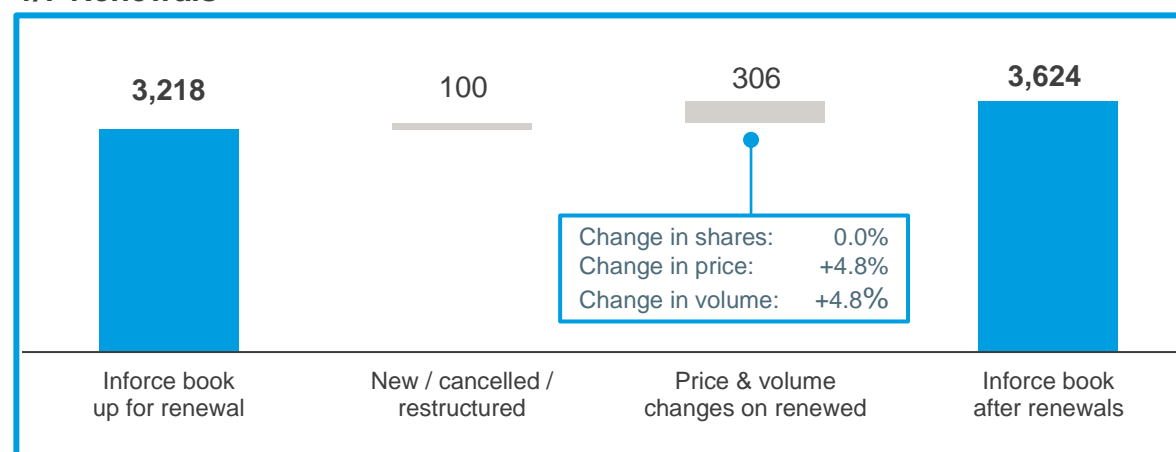 3,218
100
306
3,624
Change in shares: 0.0%
Change in price: +4.8%
Change in volume: +4.8%
Inforce book
up for renewal
New / cancelled /
restructured
Price & volume
changes on renewed
Inforce book
after renewals